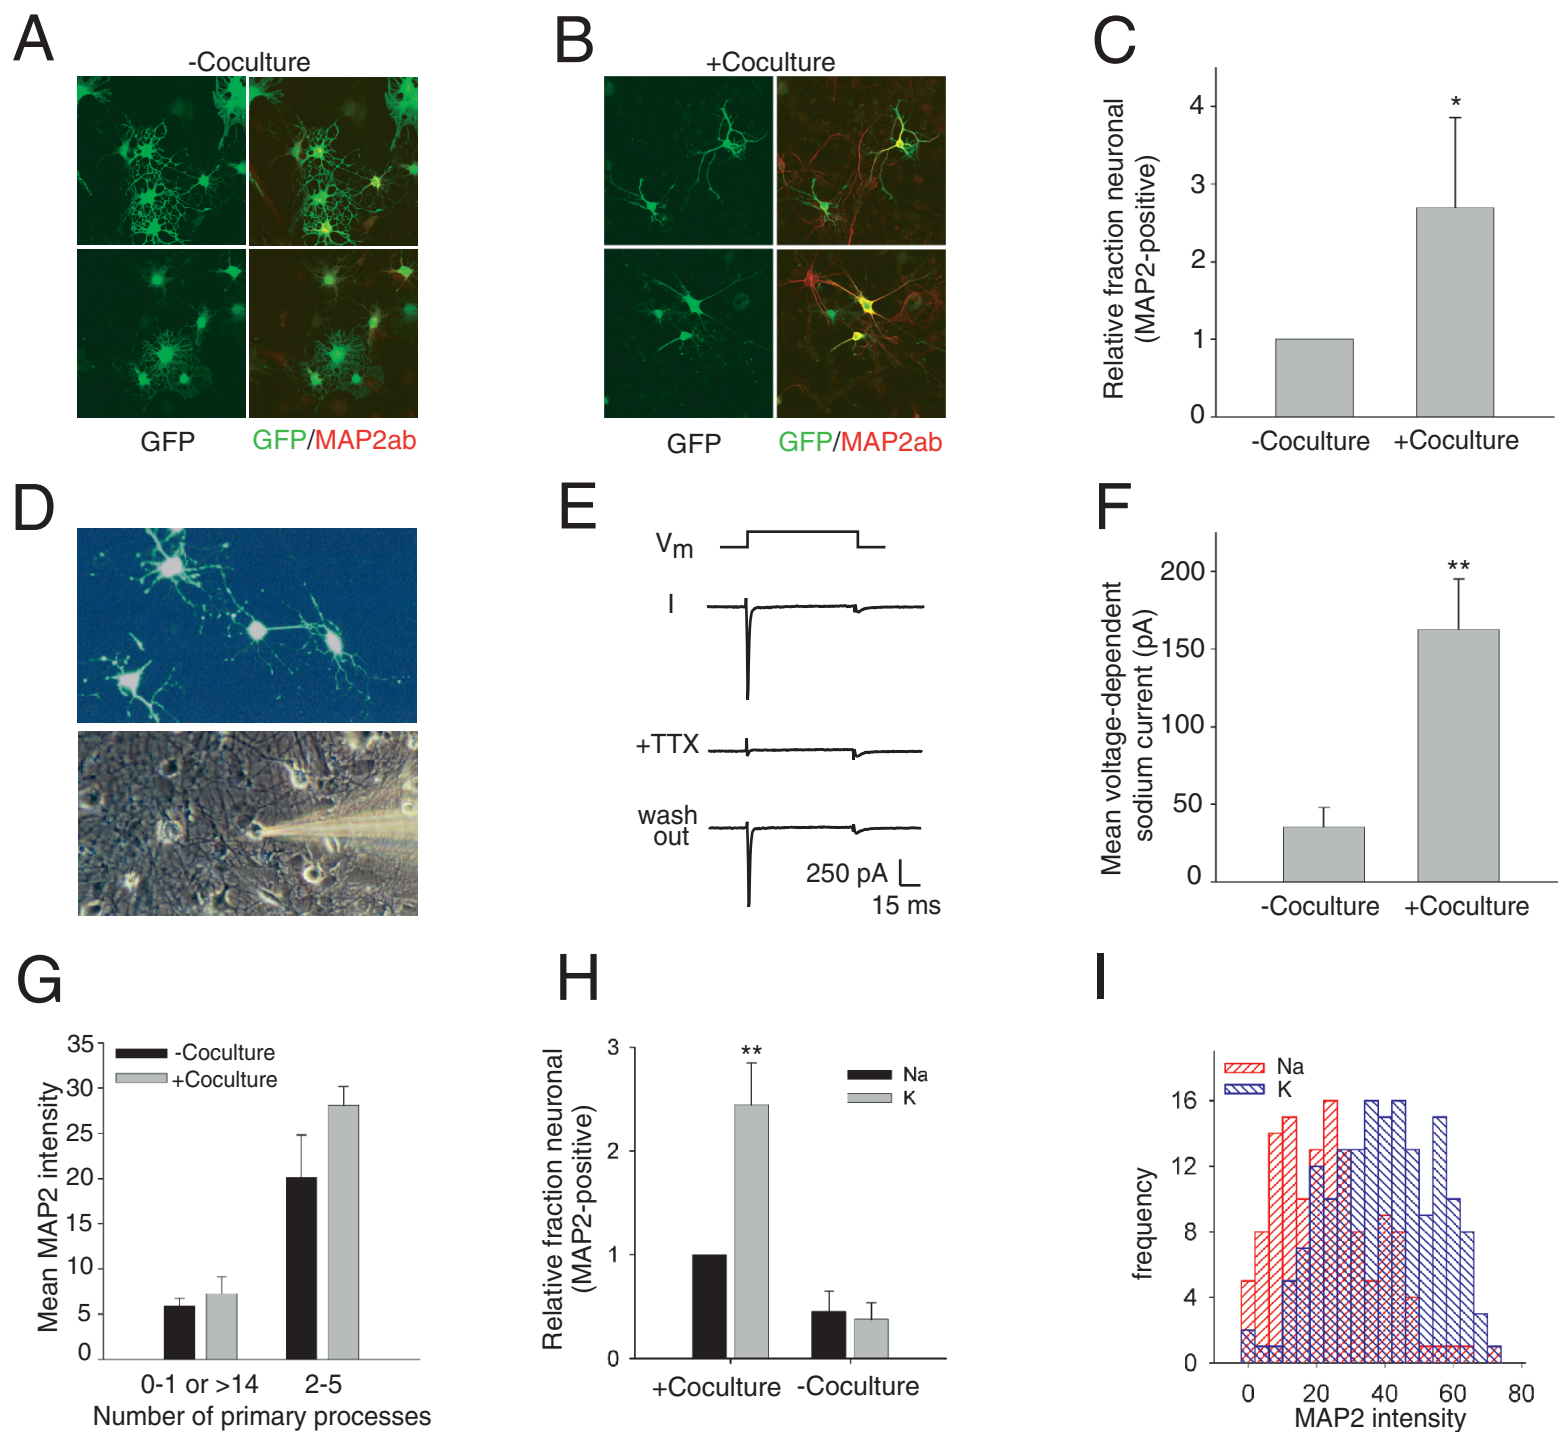 A
-Coculture
GFP
GFP/MAP2ab
B
+Coculture
GFP
GFP/MAP2ab
C
Relative fraction neuronal
(MAP2-positive)
4
3
2
1
0
*
-Coculture
+Coculture
D
E
Vm
I
+TTX
wash
out
250 pA
15 ms
F
Mean voltage-dependent
sodium current (pA)
200
150
100
50
0
**
-Coculture
+Coculture
G
Mean MAP2 intensity
35
30
25
20
15
10
5
0
-Coculture
+Coculture
0-1 or >14
2-5
Number of primary processes
H
Relative fraction neuronal
(MAP2-positive)
3
2
1
0
**
Na
K
+Coculture
-Coculture
I
Na
K
frequency
16
12
8
4
0
0
20
40
60
80
MAP2 intensity